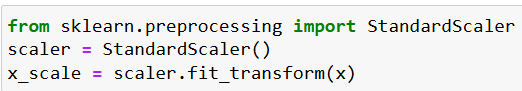 from sklearn.preprocessing import StandardScaler
scaler = StandardScaler()
x_scale = scaler.fit_transform(x)